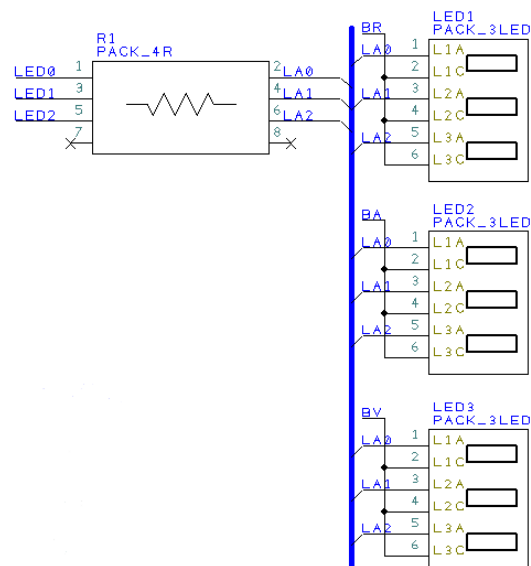 R1
PACK_4R
LED0 1 2 LA0
LED1 3 4 LA1
LED2 5 6 LA2
7 8
LED1
PACK_3LED
BR
LA0 1 L1A
2 L1C
LA1 3 L2A
4 L2C
LA2 5 L3A
6 L3C
LED2
PACK_3LED
BA
LA0 1 L1A
2 L1C
LA1 3 L2A
4 L2C
LA2 5 L3A
6 L3C
LED3
PACK_3LED
BV
LA0 1 L1A
2 L1C
LA1 3 L2A
4 L2C
LA2 5 L3A
6 L3C